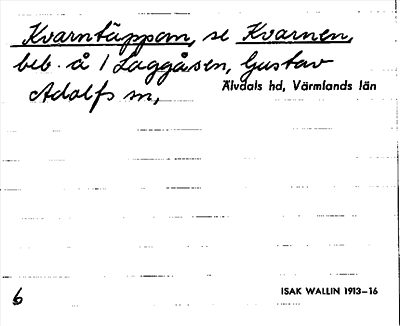 Kvarntäppan, se Kvarnen,
beb. å 1 Laggåsen, Gustav
Adolfs sn,
Älvdals hd, Värmlands län
6
ISAK WALLIN 1913–16